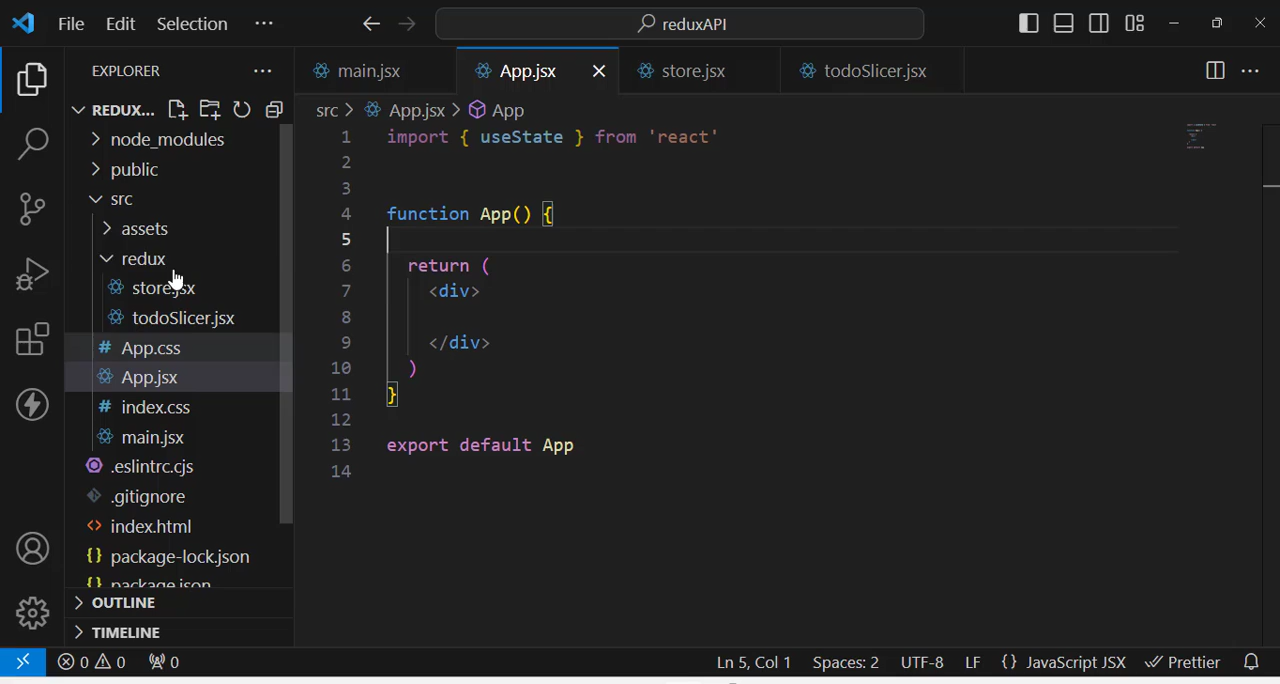 File Edit Selection ··· reduxAPI
EXPLORER ···
main.jsx App.jsx store.jsx todoSlicer.jsx ···
REDUX...
src > App.jsx > App
node_modules
public
src
assets
redux
store.jsx
todoSlicer.jsx
# App.css
App.jsx
# index.css
main.jsx
.eslintrc.cjs
.gitignore
<> index.html
{} package-lock.json
{} package.json
OUTLINE
TIMELINE
1 import { useState } from 'react'
2
3
4 function App() {
5
6 return (
7 <div>
8
9 </div>
10 )
11 }
12
13 export default App
14
0 0 0 Ln 5, Col 1 Spaces: 2 UTF-8 LF {} JavaScript JSX Prettier